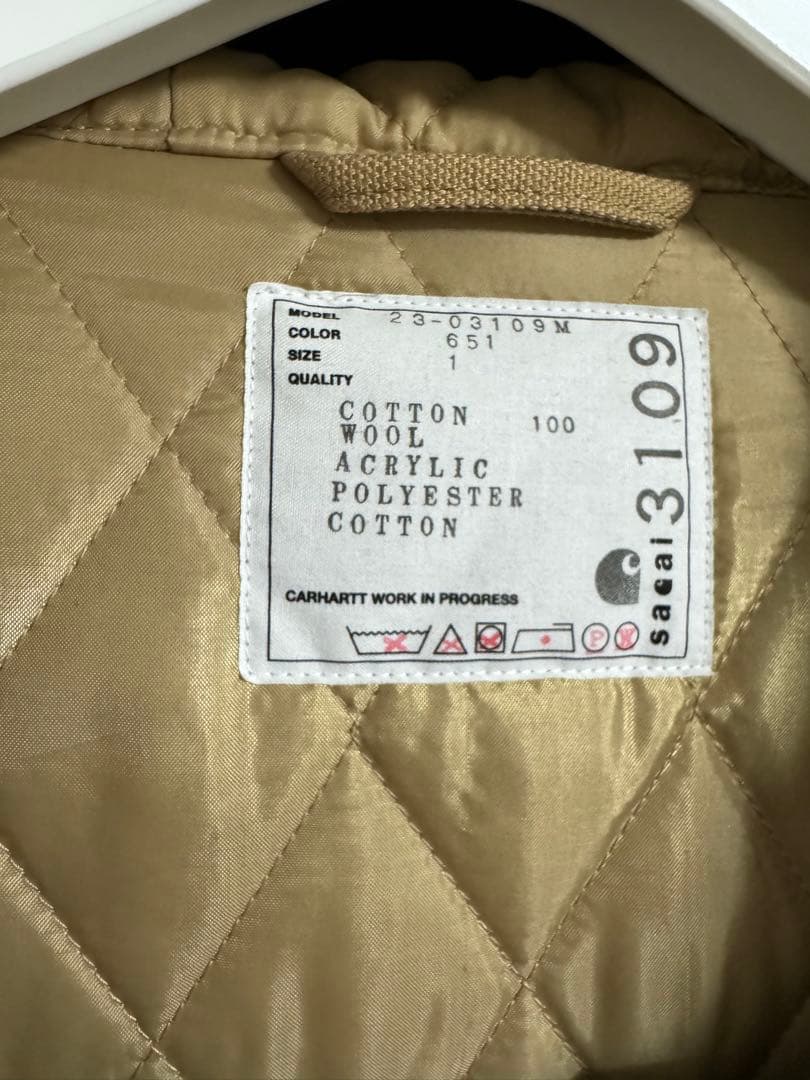 MODEL 23-03109M
COLOR 651
SIZE 1
QUALITY
COTTON 100
WOOL
ACRYLIC
POLYESTER
COTTON
CARHARTT WORK IN PROGRESS
P W
sacai 3109